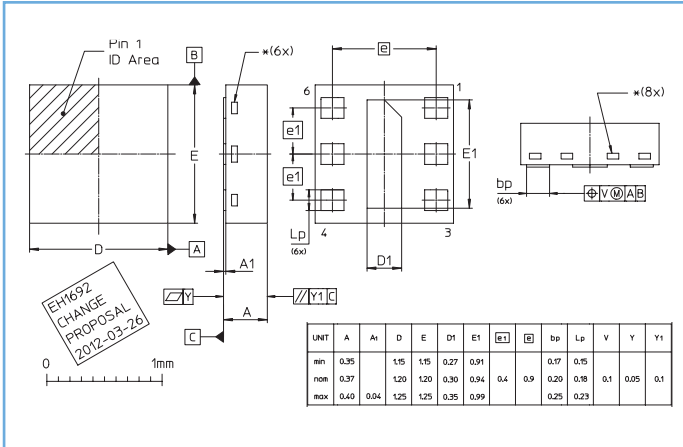 Pin 1
ID Area
B
*(6x)
e
6
1
*(8x)
e1
E
E1
e1
bp
(6x)
V M A B
Lp
(6x)
4
3
D
A
A1
D1
Y
Y1 C
A
C
EH1692
CHANGE
PROPOSAL
2012-03-26
0 1mm
UNIT A A1 D E D1 E1 e1 e bp Lp V Y Y1
min 0.35 1.15 1.15 0.27 0.91 0.17 0.15
nom 0.37 1.20 1.20 0.30 0.94 0.4 0.9 0.20 0.18 0.1 0.05 0.1
max 0.40 0.04 1.25 1.25 0.35 0.99 0.25 0.23